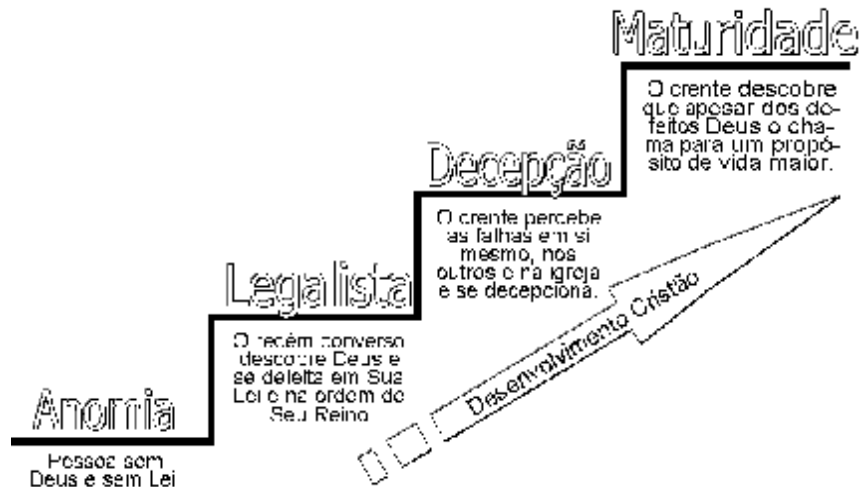 Maturidade
O crente descobre
que apesar dos de-
feitos Deus o cha-
ma para um propó-
sito de vida maior.
Decepção
O crente percebe
as falhas em si
mesmo, nos
outros e na igreja
e se decepciona.
Legalista
O recém converso
descobre Deus e
se deleita em Sua
Lei e na ordem de
Seu Reino
Anomia
Pessoa sem
Deus e sem Lei
Desenvolvimento Cristão